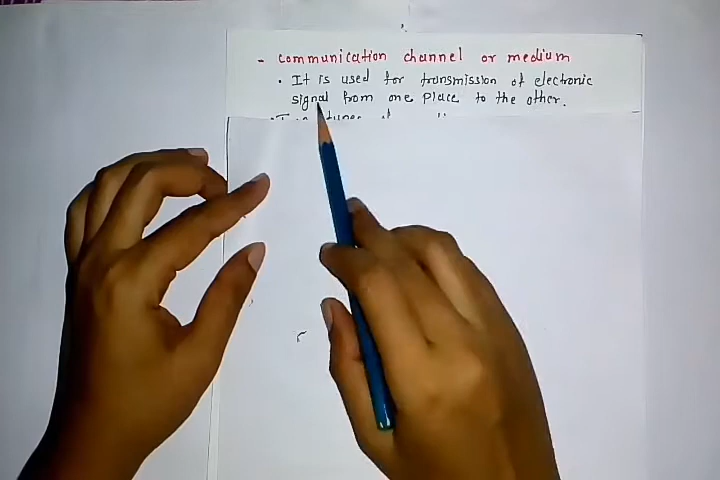 - communication channel or medium
• It is used for transmission of electronic
signal from one place to the other.